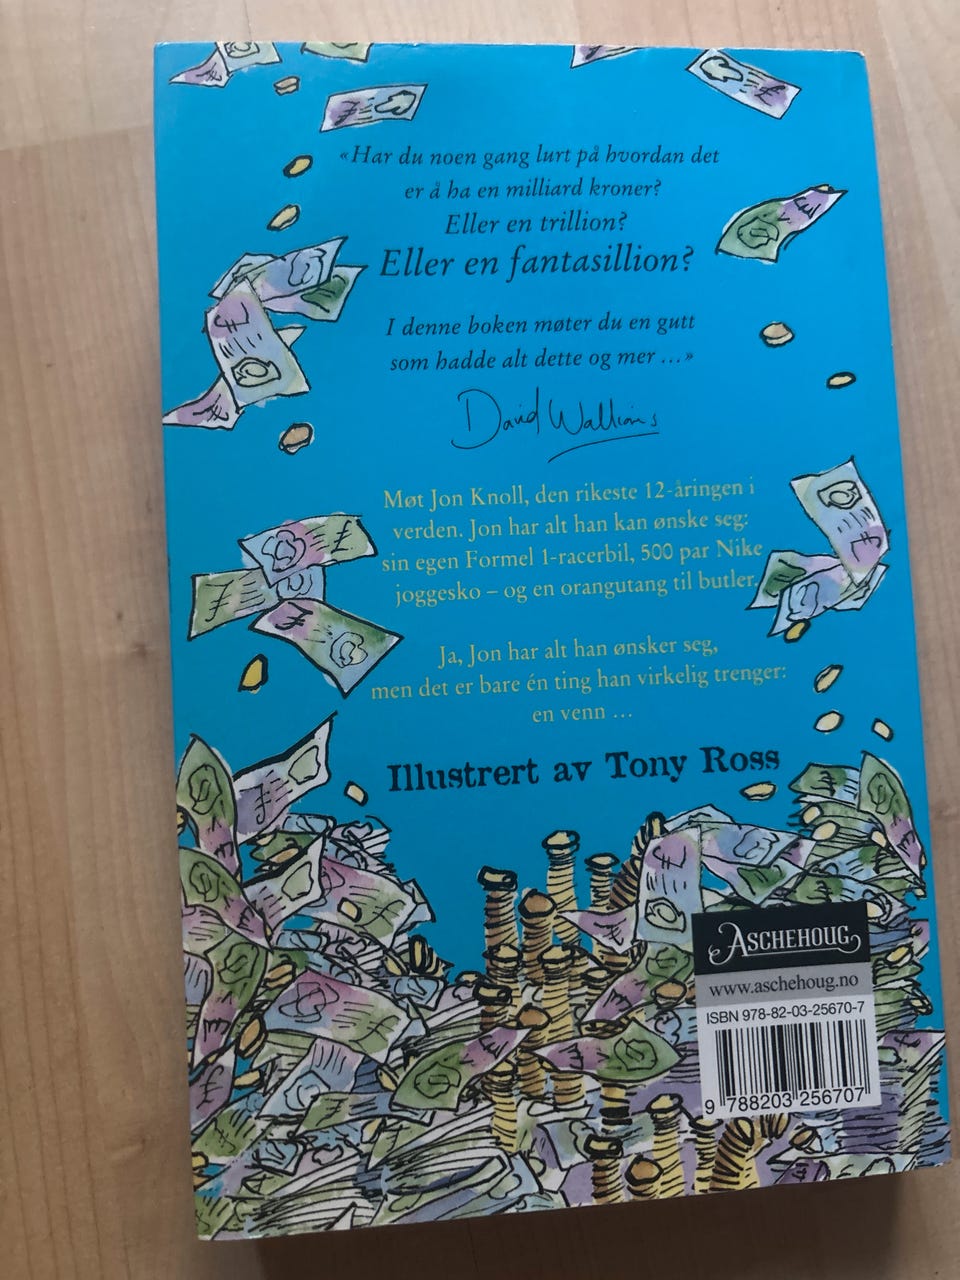 «Har du noen gang lurt på hvordan det
er å ha en milliard kroner?
Eller en trillion?
Eller en fantasillion?
I denne boken møter du en gutt
som hadde alt dette og mer ...»
David Walliams
Møt Jon Knoll, den rikeste 12-åringen i
verden. Jon har alt han kan ønske seg:
sin egen Formel 1-racerbil, 500 par Nike
joggesko – og en orangutang til butler.
Ja, Jon har alt han ønsker seg,
men det er bare én ting han virkelig trenger:
en venn ...
Illustrert av Tony Ross
ASCHEHOUG
www.aschehoug.no
ISBN 978-82-03-25670-7
9 788203 256707